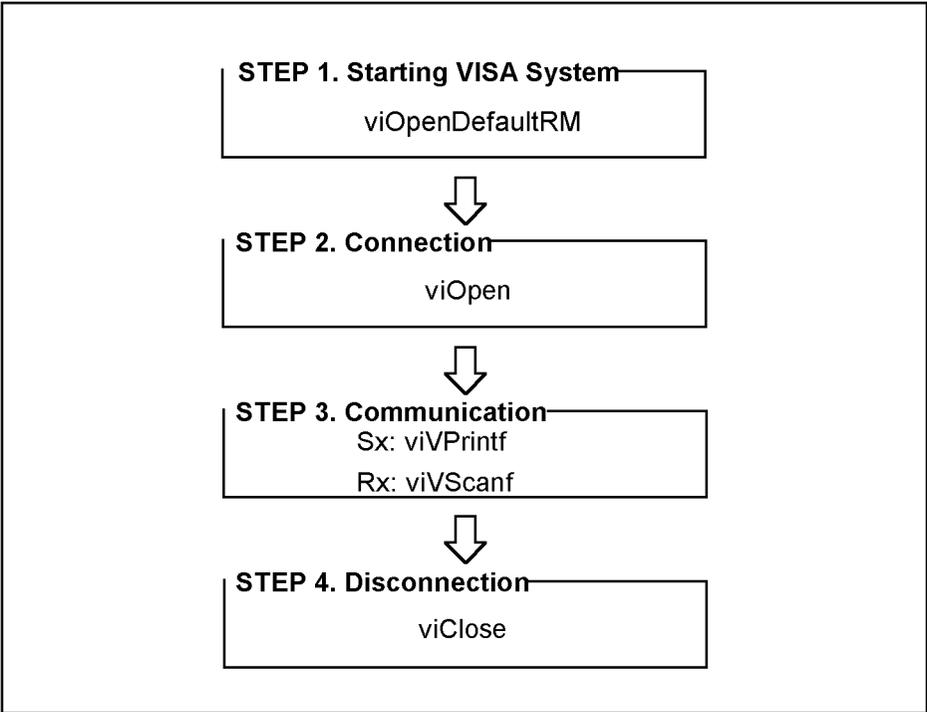 STEP 1. Starting VISA System
viOpenDefaultRM
STEP 2. Connection
viOpen
STEP 3. Communication
Sx: viVPrintf
Rx: viVScanf
STEP 4. Disconnection
viClose